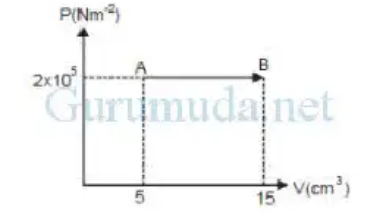 P(Nm⁻²)
A B
2x10⁵
Gurumuda.net
5 15 V(cm³)